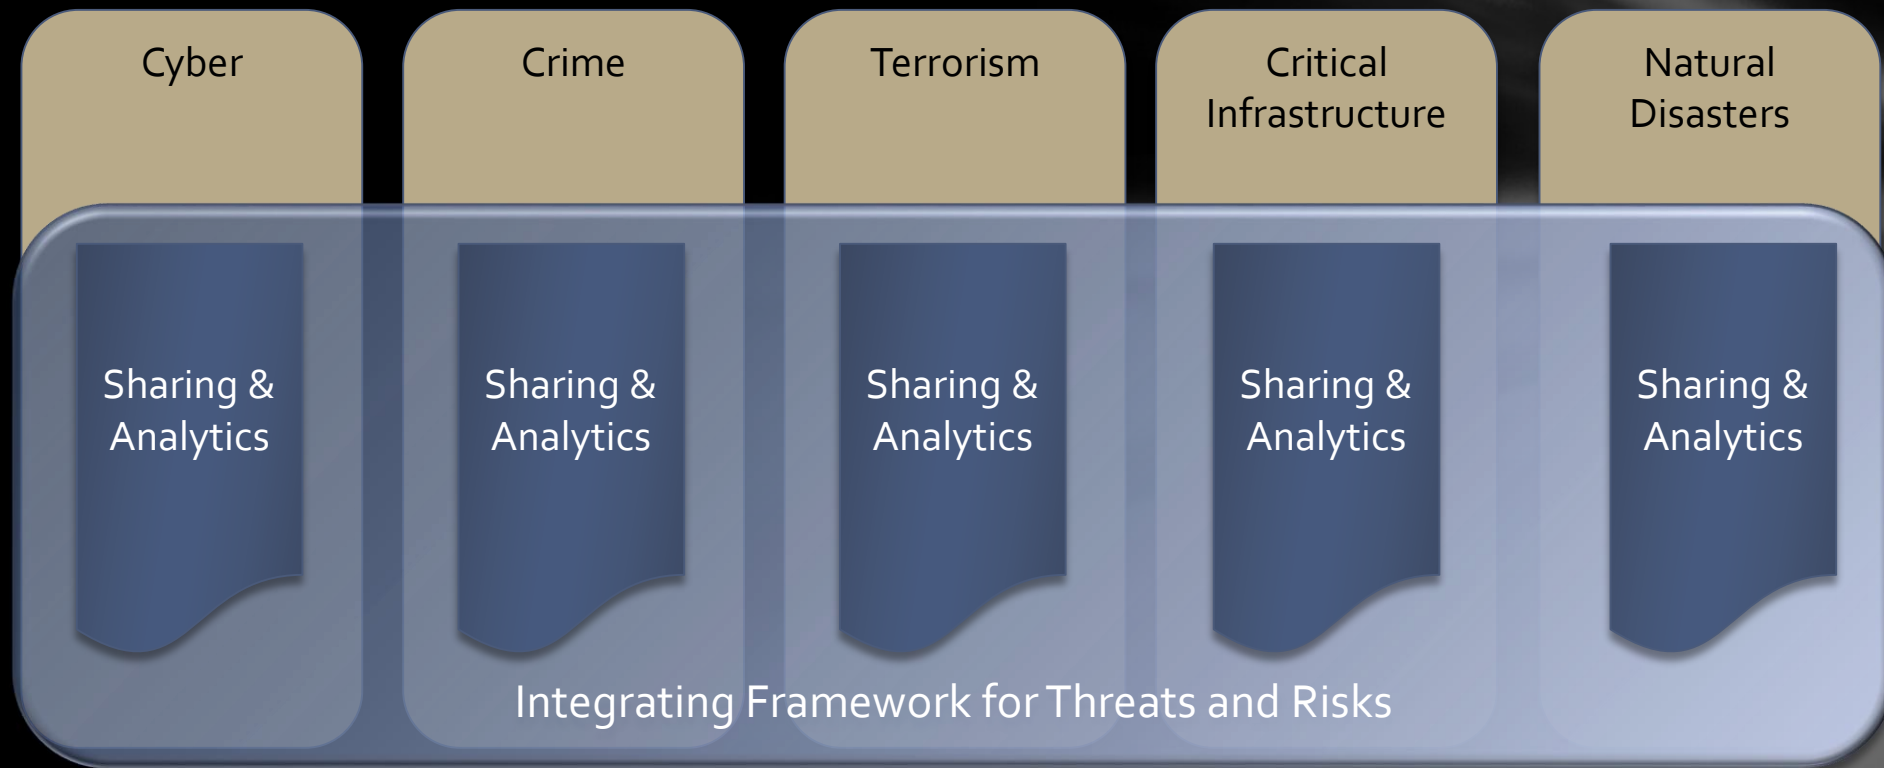 Cyber
Crime
Terrorism
Critical
Infrastructure
Natural
Disasters
Sharing &
Analytics
Sharing &
Analytics
Sharing &
Analytics
Sharing &
Analytics
Sharing &
Analytics
Integrating Framework for Threats and Risks